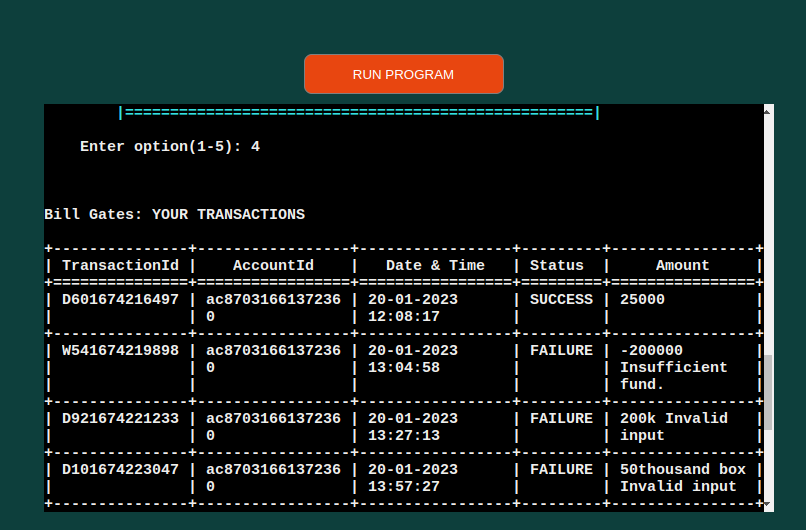 RUN PROGRAM
|====================================================|
Enter option(1-5): 4
Bill Gates: YOUR TRANSACTIONS
+---------------+-----------------+-----------------+---------+----------------+
| TransactionId |    AccountId    |   Date & Time   | Status  |     Amount     |
+===============+=================+=================+=========+================+
| D601674216497 | ac8703166137236 | 20-01-2023      | SUCCESS | 25000          |
|               | 0               | 12:08:17        |         |                |
+---------------+-----------------+-----------------+---------+----------------+
| W541674219898 | ac8703166137236 | 20-01-2023      | FAILURE | -200000        |
|               | 0               | 13:04:58        |         | Insufficient   |
|               |                 |                 |         | fund.          |
+---------------+-----------------+-----------------+---------+----------------+
| D921674221233 | ac8703166137236 | 20-01-2023      | FAILURE | 200k Invalid   |
|               | 0               | 13:27:13        |         | input          |
+---------------+-----------------+-----------------+---------+----------------+
| D101674223047 | ac8703166137236 | 20-01-2023      | FAILURE | 50thousand box |
|               | 0               | 13:57:27        |         | Invalid input  |
+---------------+-----------------+-----------------+---------+----------------+